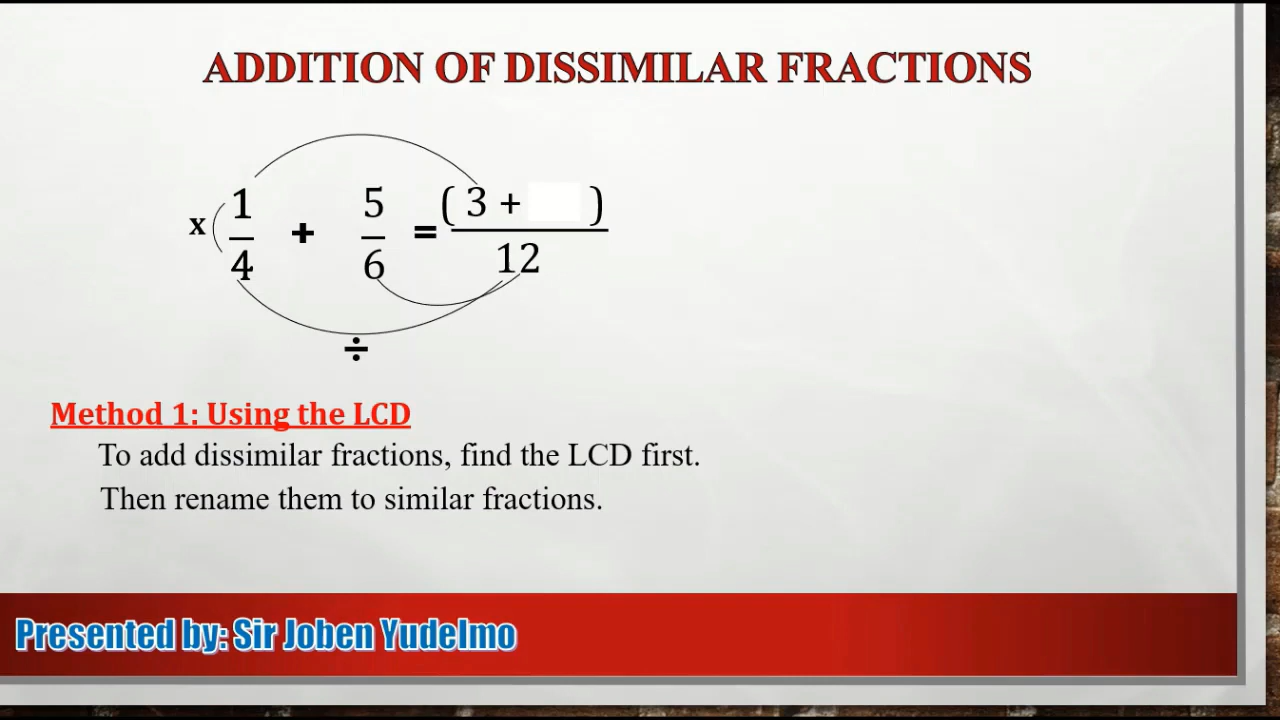 ADDITION OF DISSIMILAR FRACTIONS
x 1/4 + 5/6 = ( 3 + )/12
÷
Method 1: Using the LCD
To add dissimilar fractions, find the LCD first.
Then rename them to similar fractions.
Presented by: Sir Joben Yudelmo